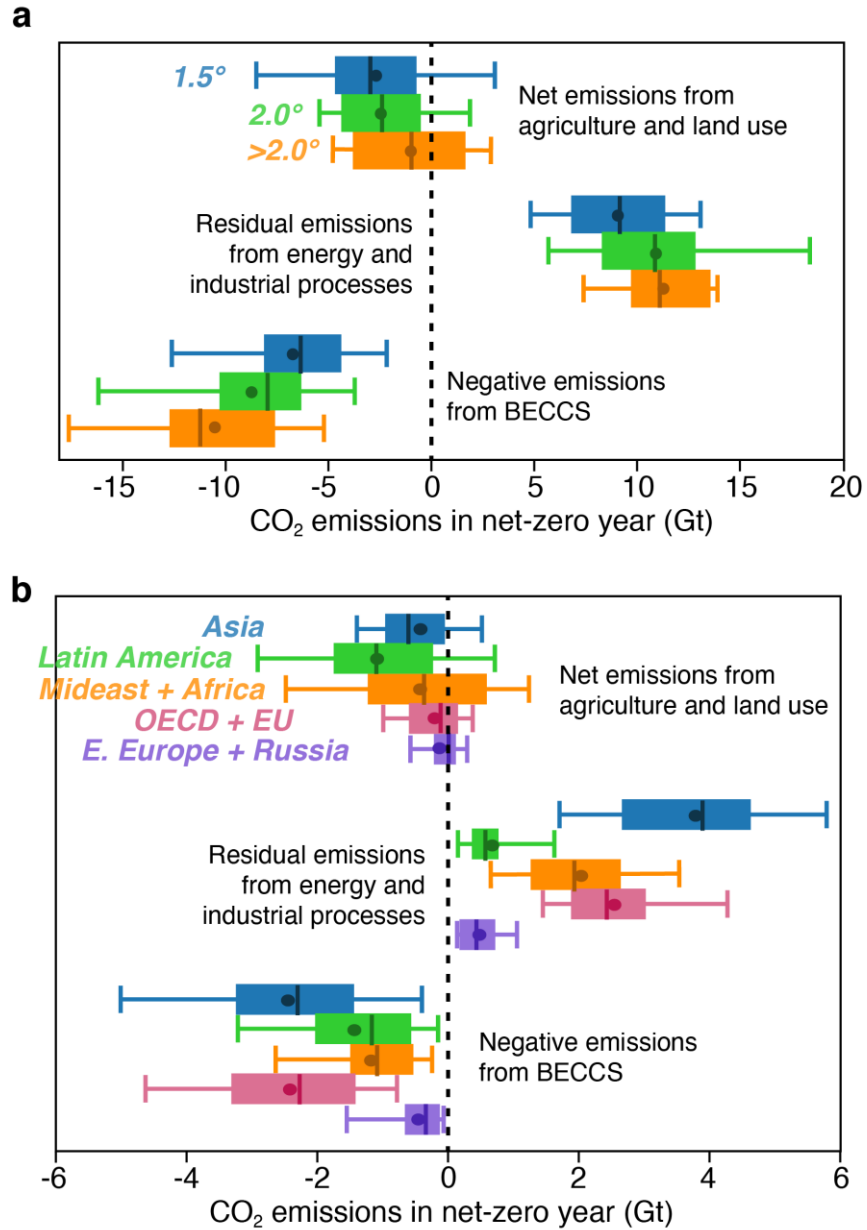 a
1.5°
2.0°
>2.0°
Net emissions from
agriculture and land use
Residual emissions
from energy and
industrial processes
Negative emissions
from BECCS
-15 -10 -5 0 5 10 15 20
CO₂ emissions in net-zero year (Gt)
b
Asia
Latin America
Mideast + Africa
OECD + EU
E. Europe + Russia
Net emissions from
agriculture and land use
Residual emissions
from energy and
industrial processes
Negative emissions
from BECCS
-6 -4 -2 0 2 4 6
CO₂ emissions in net-zero year (Gt)